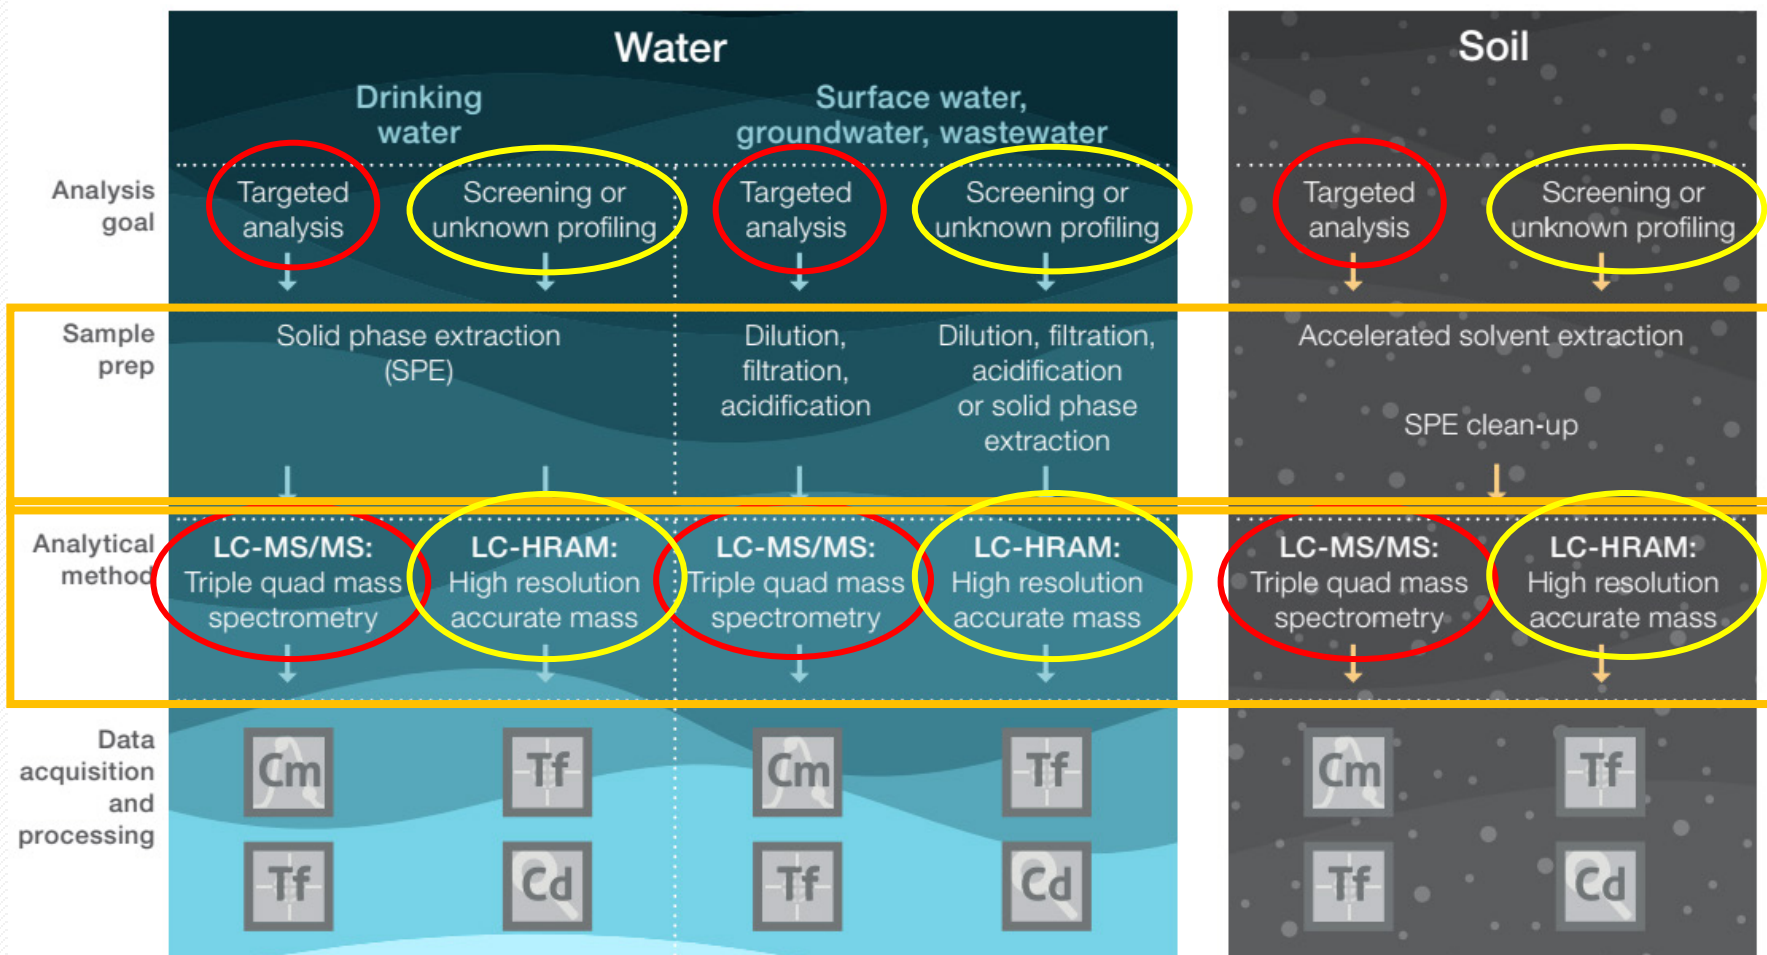 Water
Soil
Drinking
water
Surface water,
groundwater, wastewater
Analysis
goal
Targeted
analysis
Screening or
unknown profiling
Targeted
analysis
Screening or
unknown profiling
Targeted
analysis
Screening or
unknown profiling
Sample
prep
Solid phase extraction
(SPE)
Dilution,
filtration,
acidification
Dilution, filtration,
acidification
or solid phase
extraction
Accelerated solvent extraction
SPE clean-up
Analytical
method
LC-MS/MS:
Triple quad mass
spectrometry
LC-HRAM:
High resolution
accurate mass
LC-MS/MS:
Triple quad mass
spectrometry
LC-HRAM:
High resolution
accurate mass
LC-MS/MS:
Triple quad mass
spectrometry
LC-HRAM:
High resolution
accurate mass
Data
acquisition
and
processing
Cm
Tf
Cm
Tf
Cm
Tf
Tf
Cd
Tf
Cd
Tf
Cd